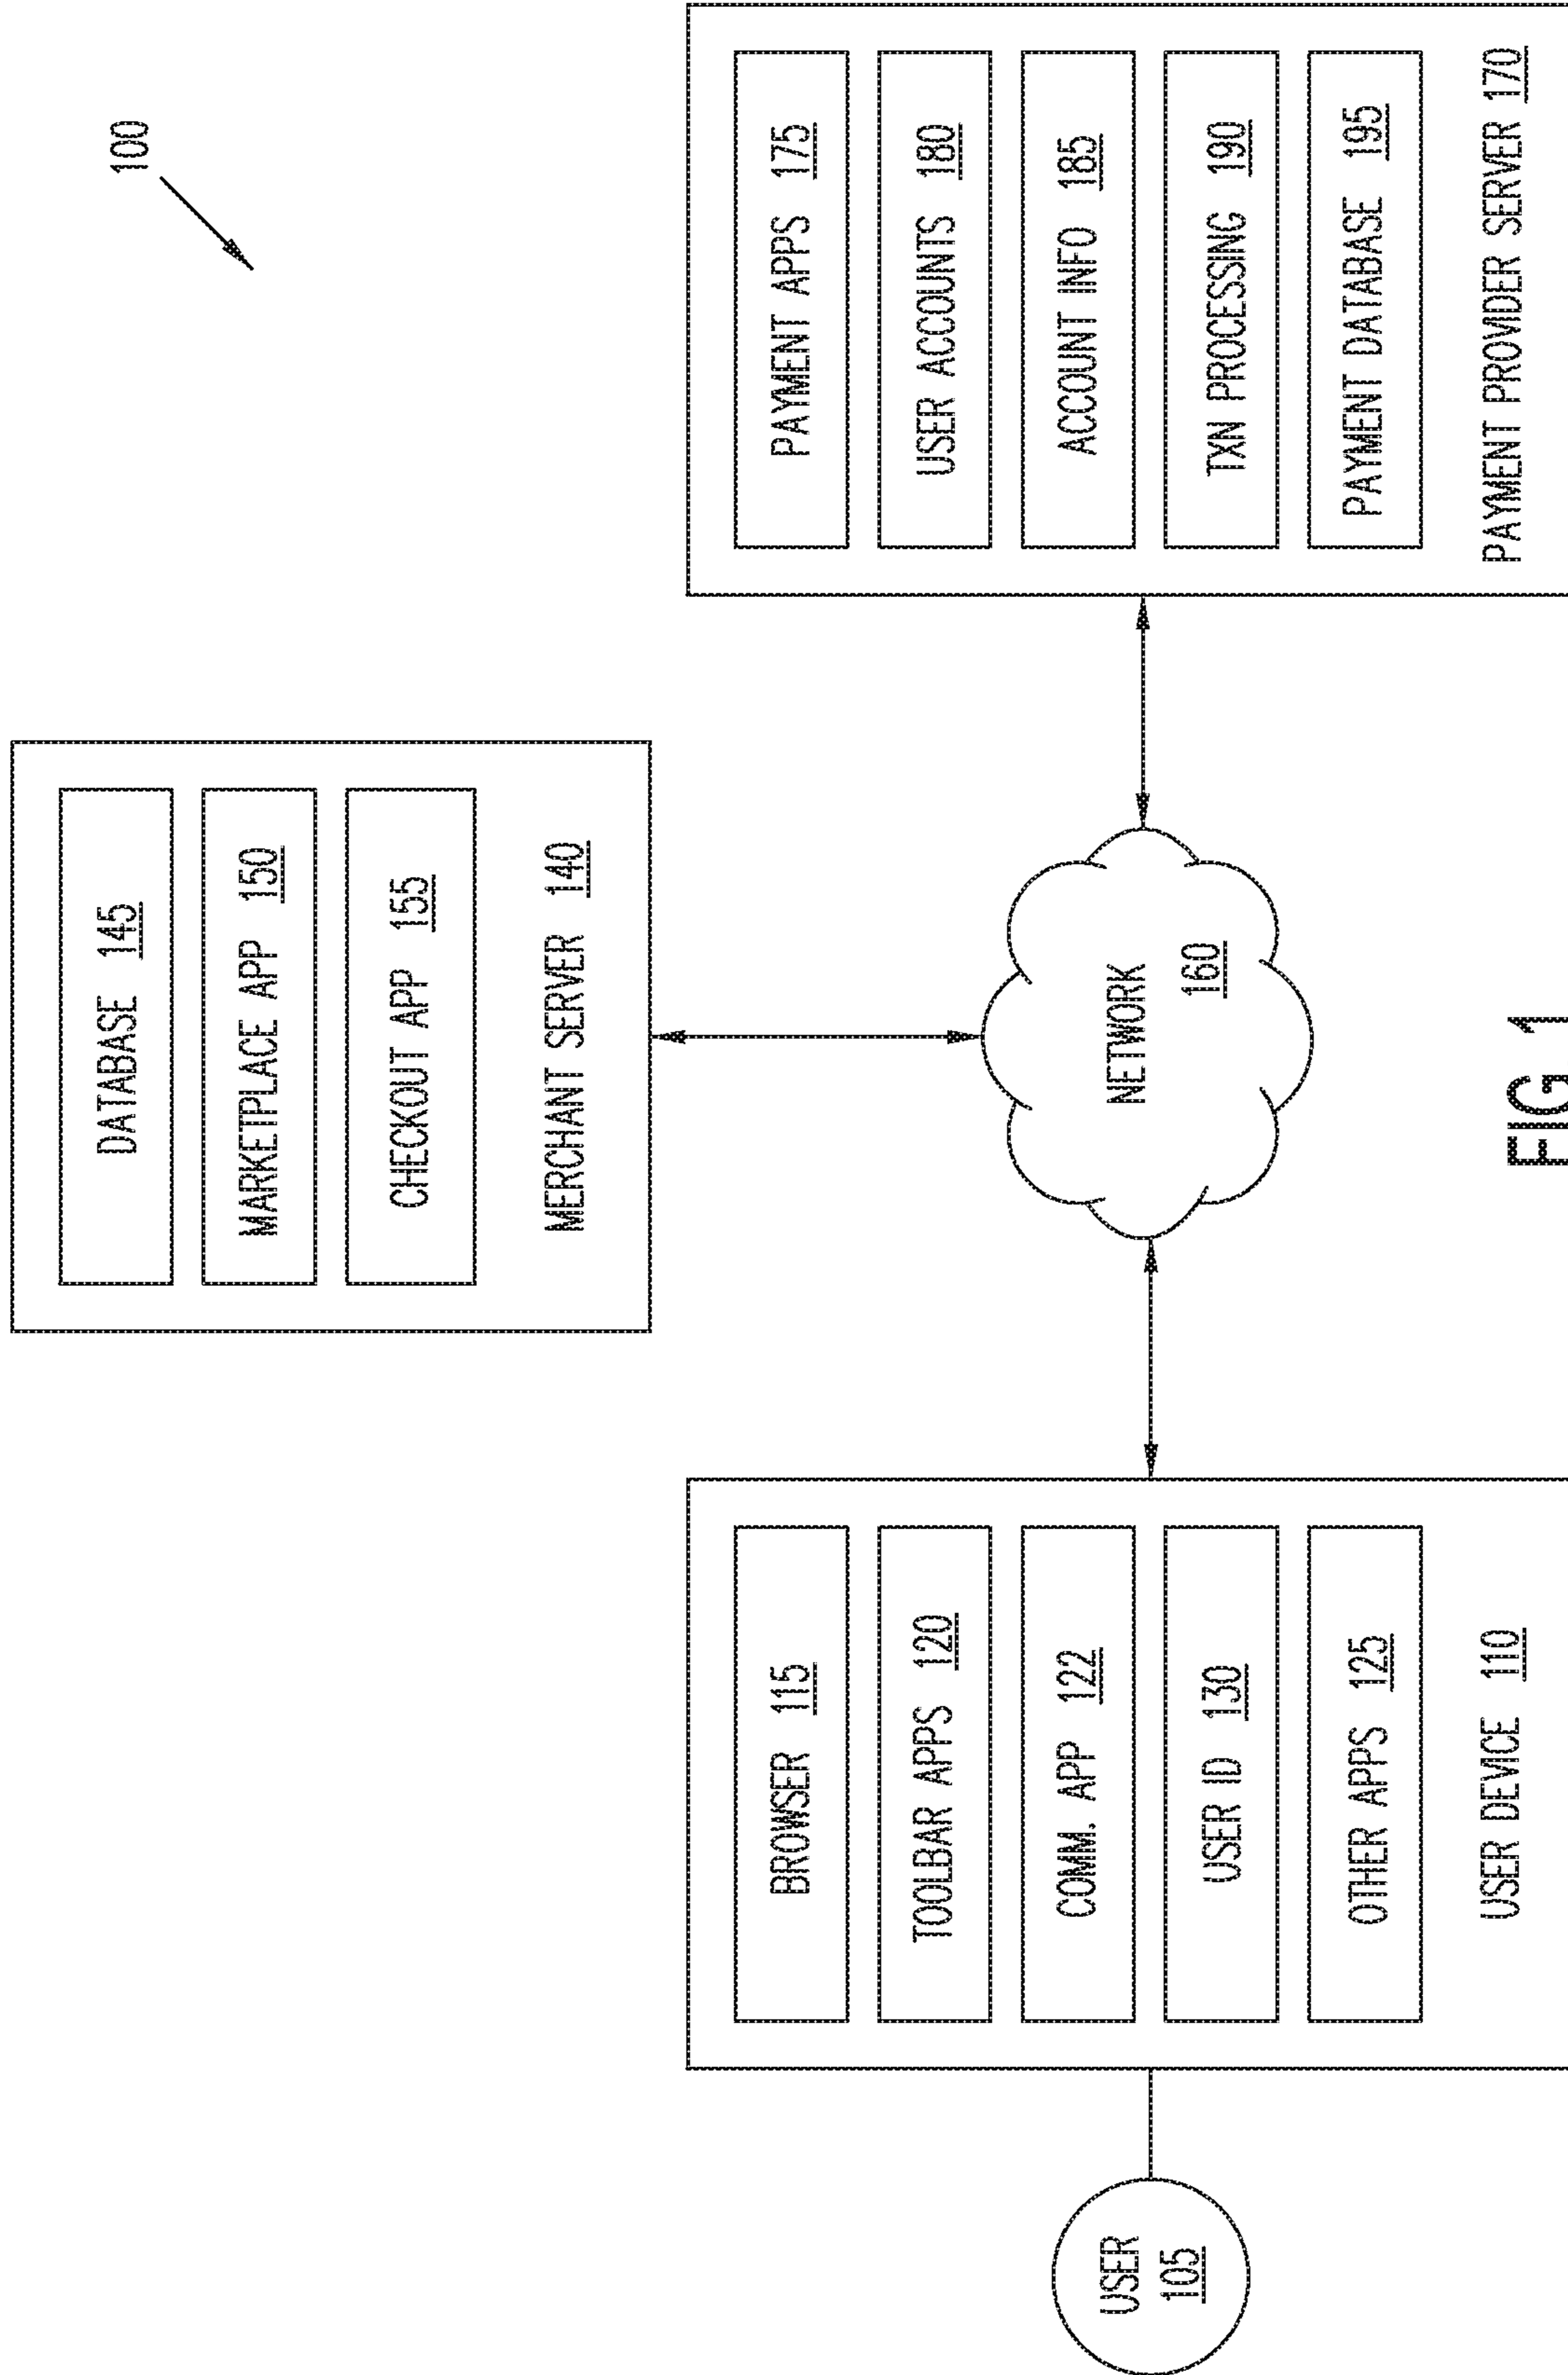 100
DATABASE 145
MARKETPLACE APP 150
CHECKOUT APP 155
MERCHANT SERVER 140
USER
105
BROWSER 115
TOOLBAR APPS 120
COMM. APP 122
USER ID 130
OTHER APPS 125
USER DEVICE 110
NETWORK
160
PAYMENT APPS 175
USER ACCOUNTS 180
ACCOUNT INFO 185
TXN PROCESSING 190
PAYMENT DATABASE 195
PAYMENT PROVIDER SERVER 170
FIG 1